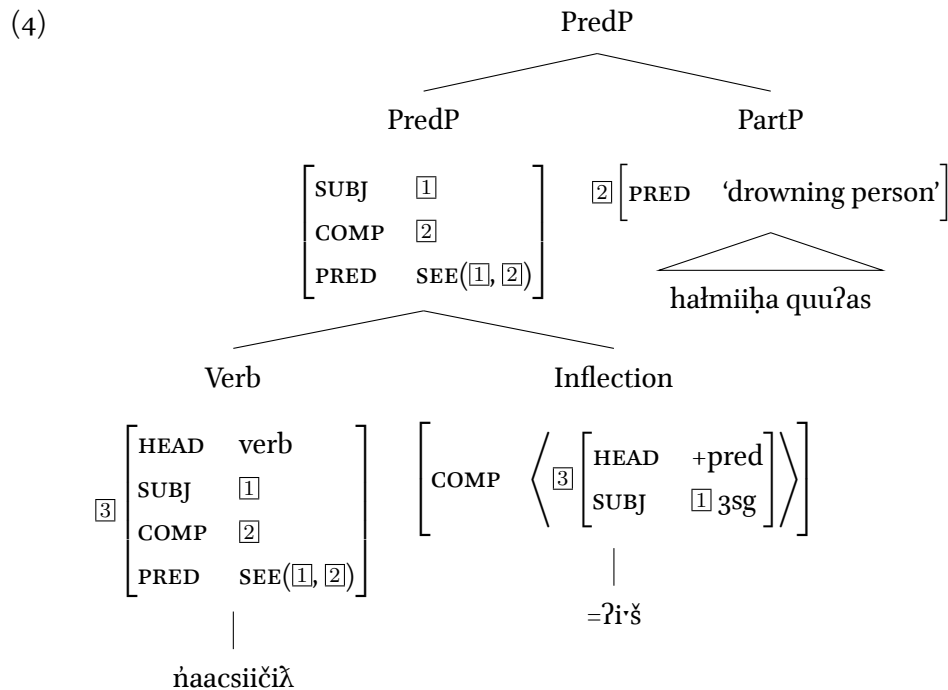 (4)
PredP
PredP PartP
SUBJ 1
COMP 2
PRED SEE(1, 2)
2 PRED ‘drowning person’
hałmiiḥa quuʔas
Verb Inflection
3 HEAD verb
SUBJ 1
COMP 2
PRED SEE(1, 2)
COMP ⟨ 3 HEAD +pred
SUBJ 1 3sg ⟩
=ʔi·š
n̓aacsiičiƛ